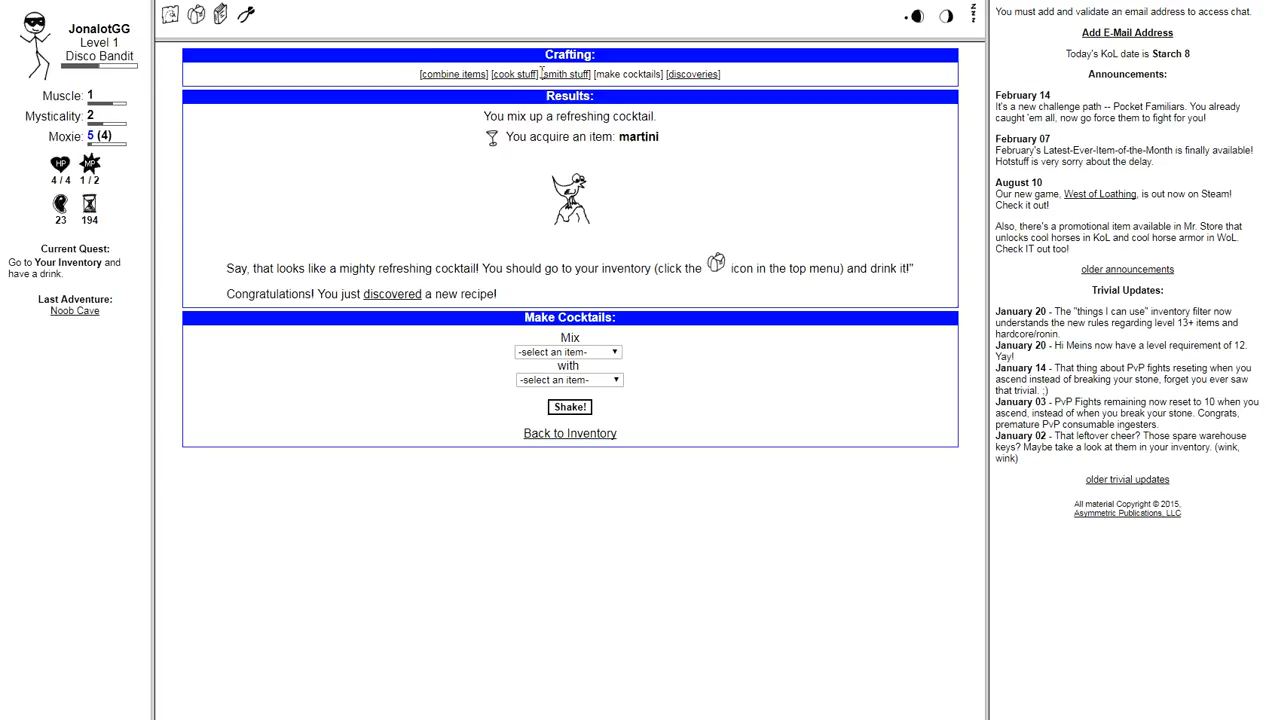 JonalotGG
Level 1
Disco Bandit
Muscle: 1
Mysticality: 2
Moxie: 5 (4)
HP MP
4 / 4 1 / 2
23 194
Current Quest:
Go to Your Inventory and
have a drink.
Last Adventure:
Noob Cave
Z
z
z
Crafting:
[combine items] [cook stuff] [smith stuff] [make cocktails] [discoveries]
Results:
You mix up a refreshing cocktail.
You acquire an item: martini
Say, that looks like a mighty refreshing cocktail! You should go to your inventory (click the icon in the top menu) and drink it!"
Congratulations! You just discovered a new recipe!
Make Cocktails:
Mix
-select an item-
with
-select an item-
Shake!
Back to Inventory
You must add and validate an email address to access chat.
Add E-Mail Address
Today's KoL date is Starch 8
Announcements:
February 14
It's a new challenge path -- Pocket Familiars. You already
caught 'em all, now go force them to fight for you!
February 07
February's Latest-Ever-Item-of-the-Month is finally available!
Hotstuff is very sorry about the delay.
August 10
Our new game, West of Loathing, is out now on Steam!
Check it out!
Also, there's a promotional item available in Mr. Store that
unlocks cool horses in KoL and cool horse armor in WoL.
Check IT out too!
older announcements
Trivial Updates:
January 20 - The "things I can use" inventory filter now
understands the new rules regarding level 13+ items and
hardcore/ronin.
January 20 - Hi Meins now have a level requirement of 12.
Yay!
January 14 - That thing about PvP fights reseting when you
ascend instead of breaking your stone, forget you ever saw
that trivial. ;)
January 03 - PvP Fights remaining now reset to 10 when you
ascend, instead of when you break your stone. Congrats,
premature PvP consumable ingesters.
January 02 - That leftover cheer? Those spare warehouse
keys? Maybe take a look at them in your inventory. (wink,
wink)
older trivial updates
All material Copyright © 2015,
Asymmetric Publications, LLC